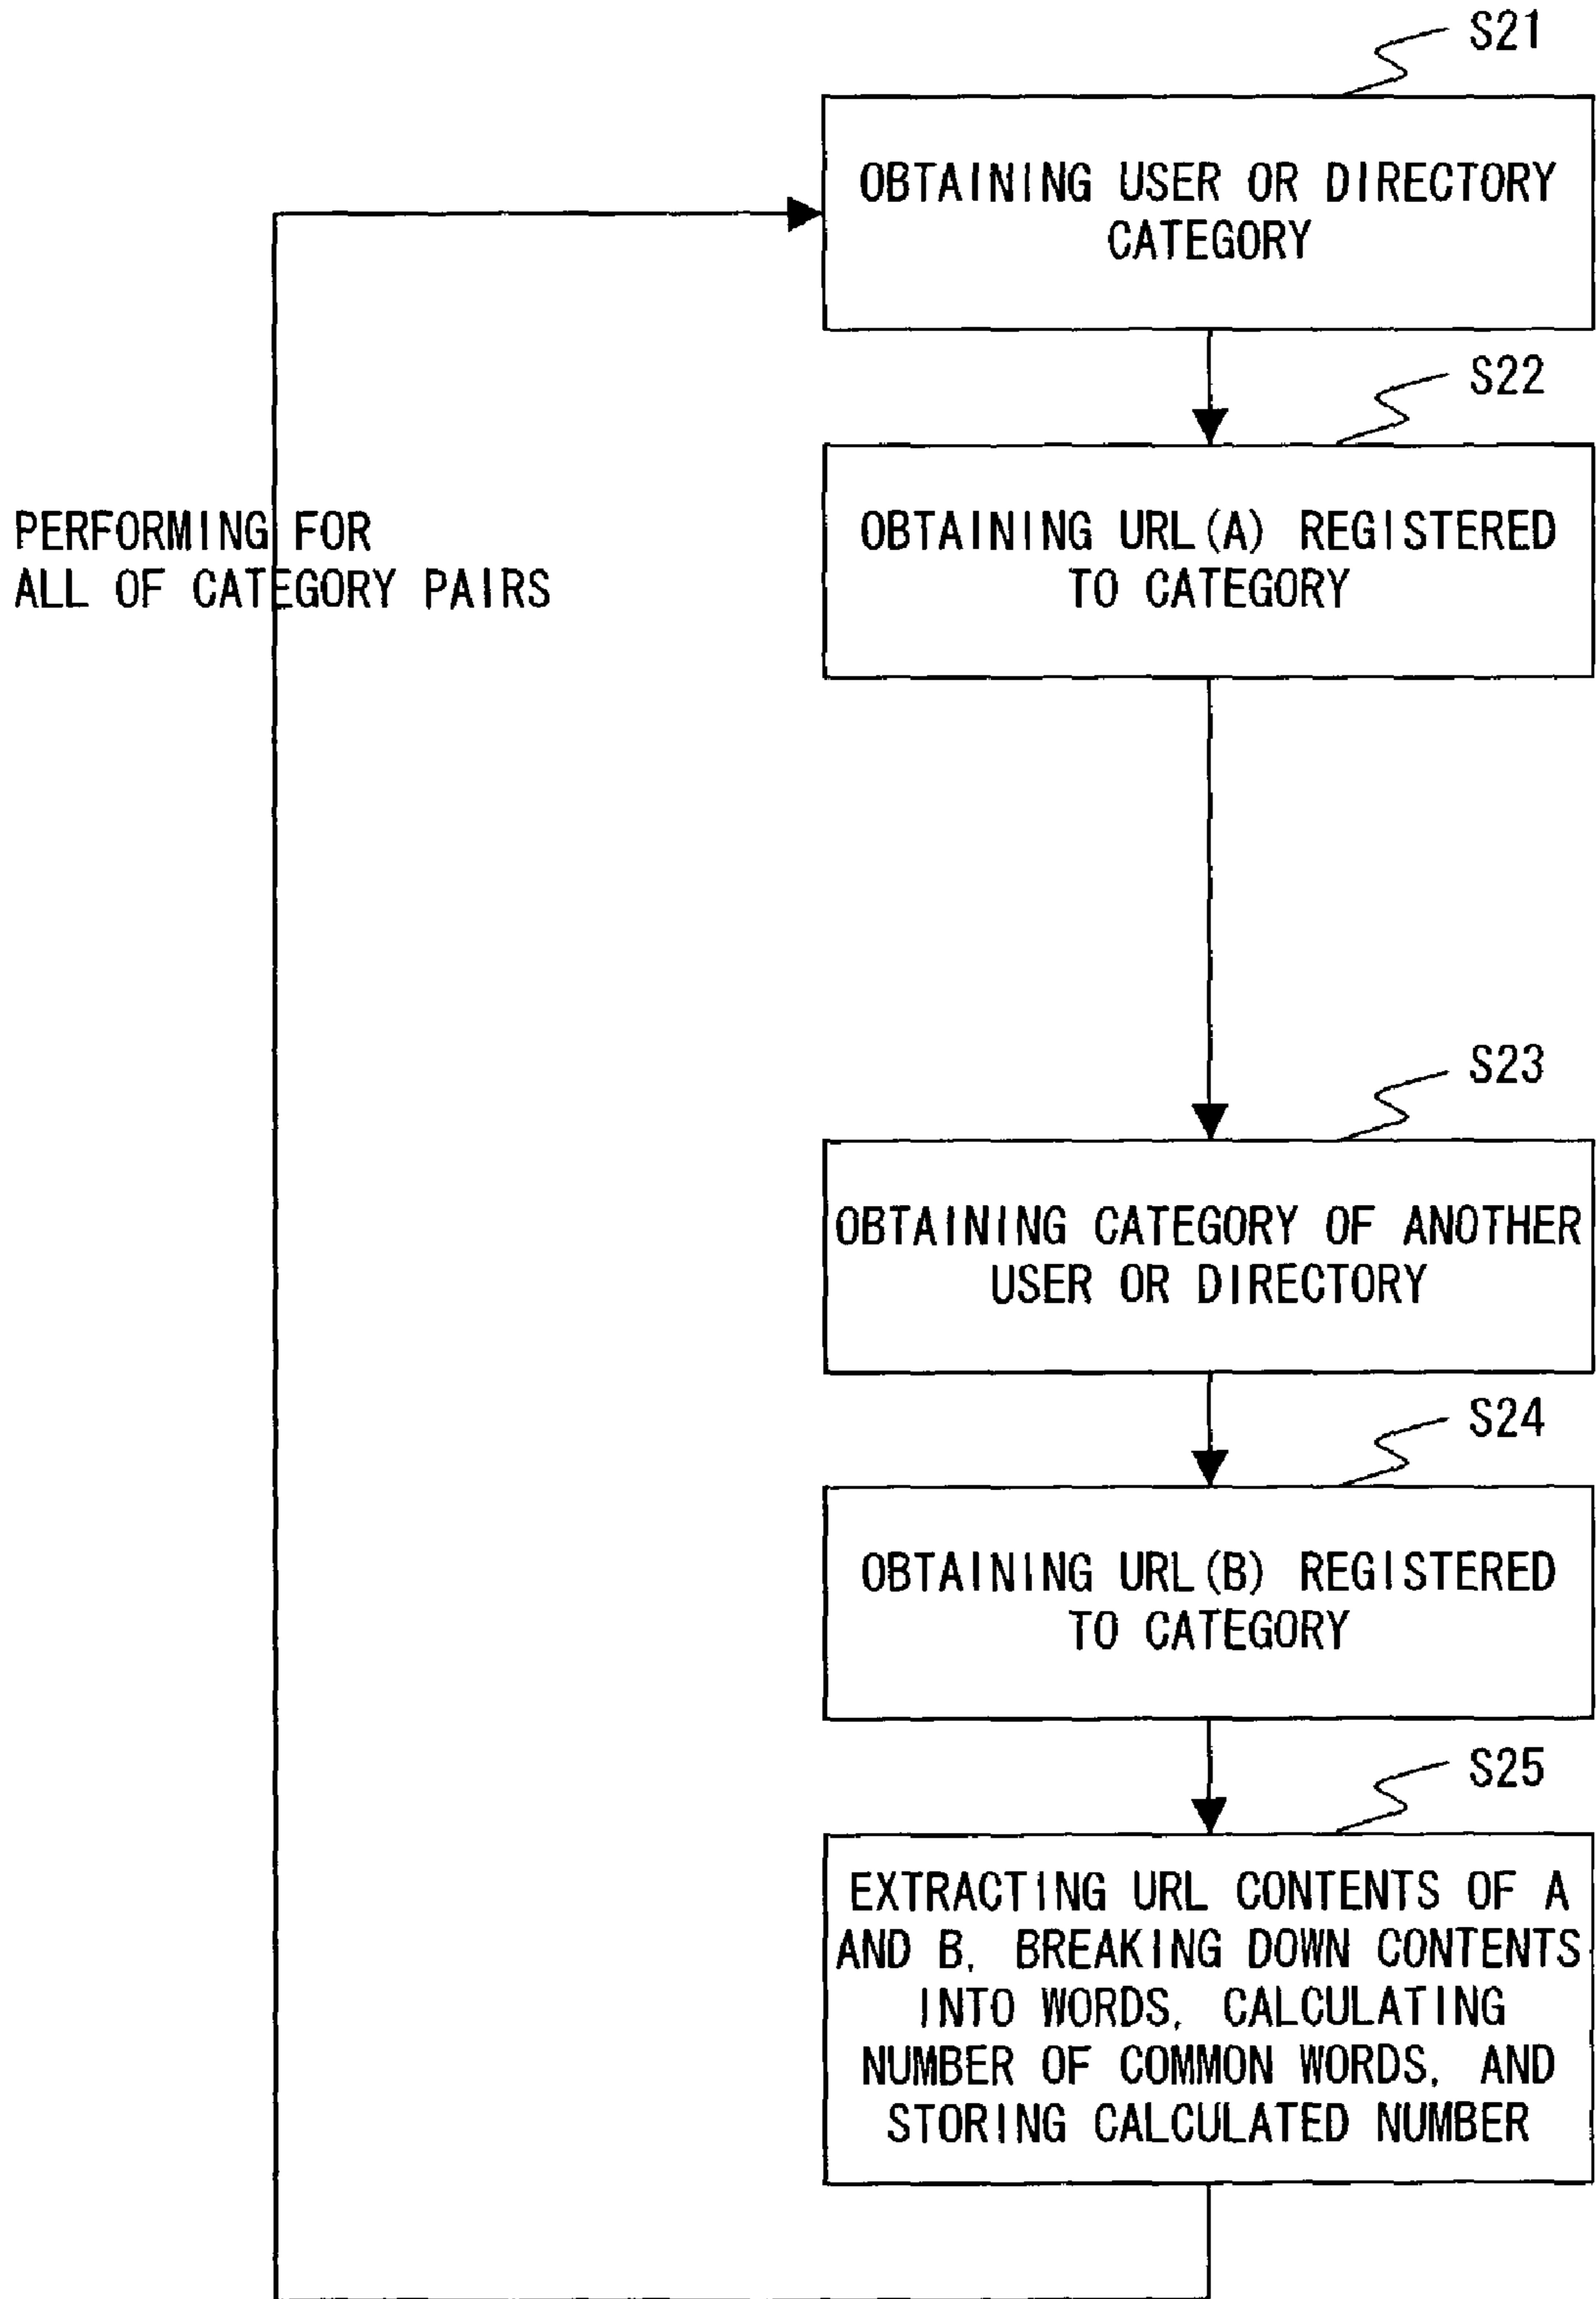 S21
OBTAINING USER OR DIRECTORY
CATEGORY
S22
PERFORMING FOR
ALL OF CATEGORY PAIRS
OBTAINING URL(A) REGISTERED
TO CATEGORY
S23
OBTAINING CATEGORY OF ANOTHER
USER OR DIRECTORY
S24
OBTAINING URL(B) REGISTERED
TO CATEGORY
S25
EXTRACTING URL CONTENTS OF A
AND B, BREAKING DOWN CONTENTS
INTO WORDS, CALCULATING
NUMBER OF COMMON WORDS, AND
STORING CALCULATED NUMBER